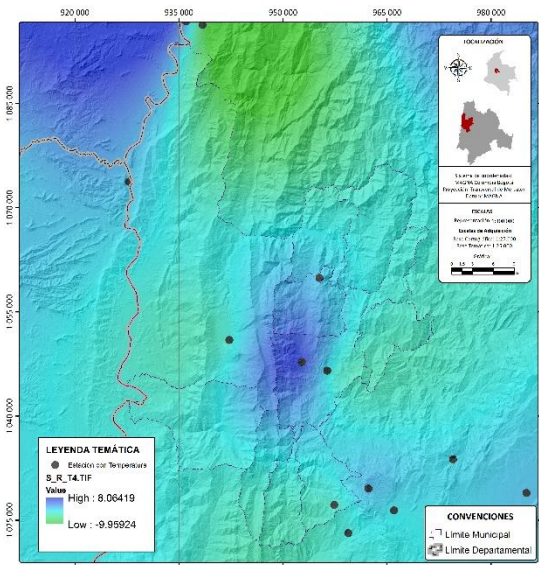 920 000 935 000 950 000 965 000 980 000
1 085 000
1 070 000
1 055 000
1 040 000
1 025 000
LOCALIZACIÓN
ESCALAS
Escalas de Adquisición
LEYENDA TEMÁTICA
Estación con Temperatura
S_R_T4.TIF
Value
High : 8.06419
Low : -9.95924
CONVENCIONES
Límite Municipal
Límite Departamental